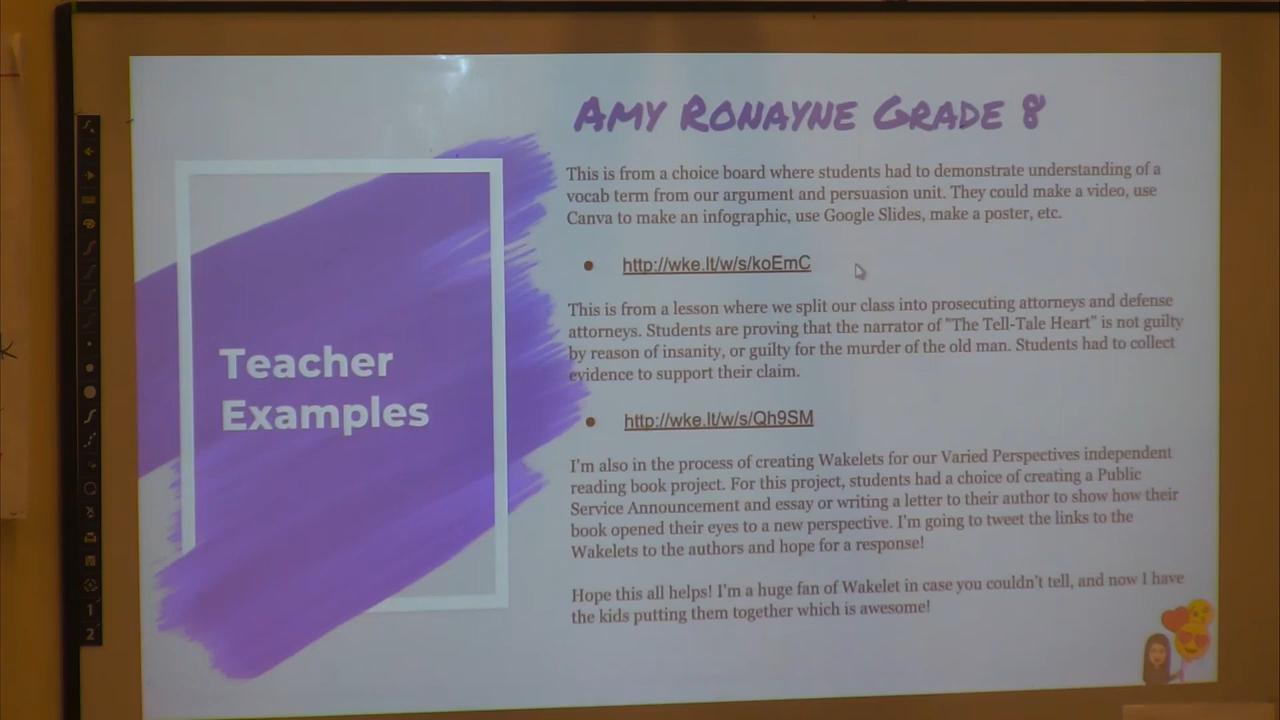 Amy Ronayne Grade 8
This is from a choice board where students had to demonstrate understanding of a
vocab term from our argument and persuasion unit. They could make a video, use
Canva to make an infographic, use Google Slides, make a poster, etc.
http://wke.lt/w/s/koEmC
This is from a lesson where we split our class into prosecuting attorneys and defense
attorneys. Students are proving that the narrator of "The Tell-Tale Heart" is not guilty
by reason of insanity, or guilty for the murder of the old man. Students had to collect
evidence to support their claim.
http://wke.lt/w/s/Qh9SM
I'm also in the process of creating Wakelets for our Varied Perspectives independent
reading book project. For this project, students had a choice of creating a Public
Service Announcement and essay or writing a letter to their author to show how their
book opened their eyes to a new perspective. I'm going to tweet the links to the
Wakelets to the authors and hope for a response!
Hope this all helps! I'm a huge fan of Wakelet in case you couldn't tell, and now I have
the kids putting them together which is awesome!
Teacher
Examples
1
2